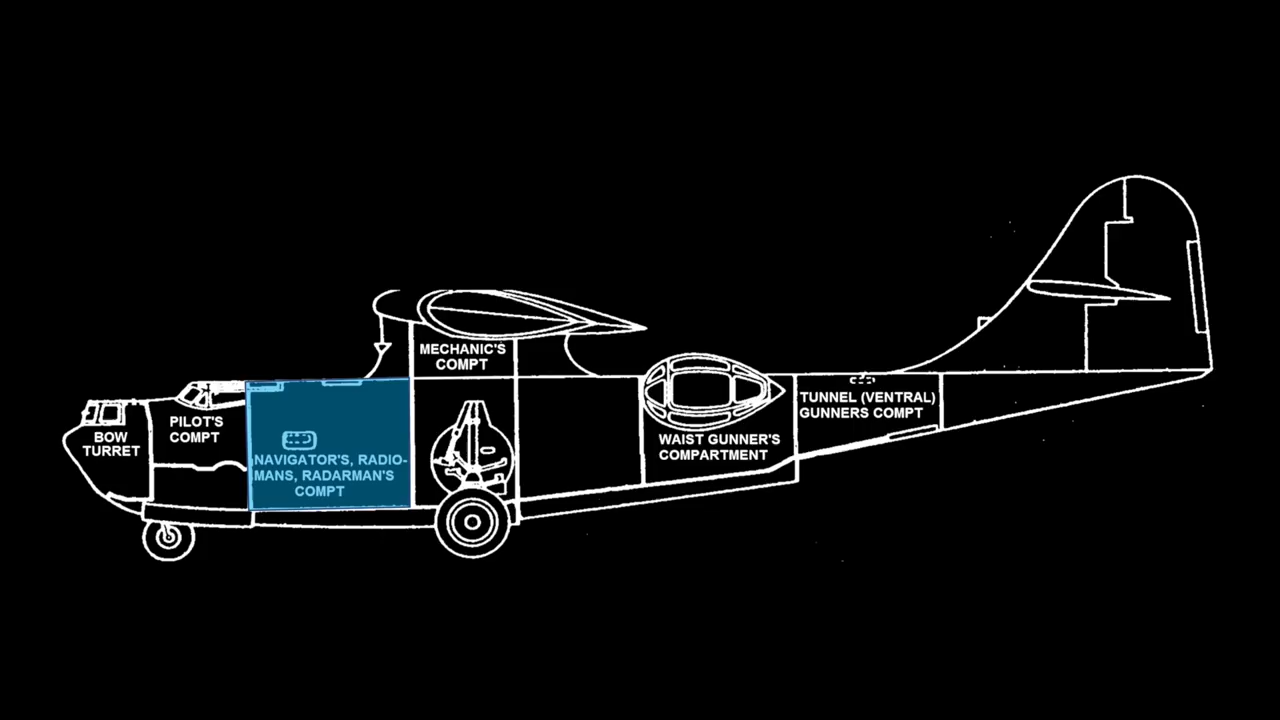 MECHANIC'S
COMPT
TUNNEL (VENTRAL)
GUNNERS COMPT
PILOT'S
COMPT
BOW
TURRET
WAIST GUNNER'S
COMPARTMENT
NAVIGATOR'S, RADIO-
MANS, RADARMAN'S
COMPT